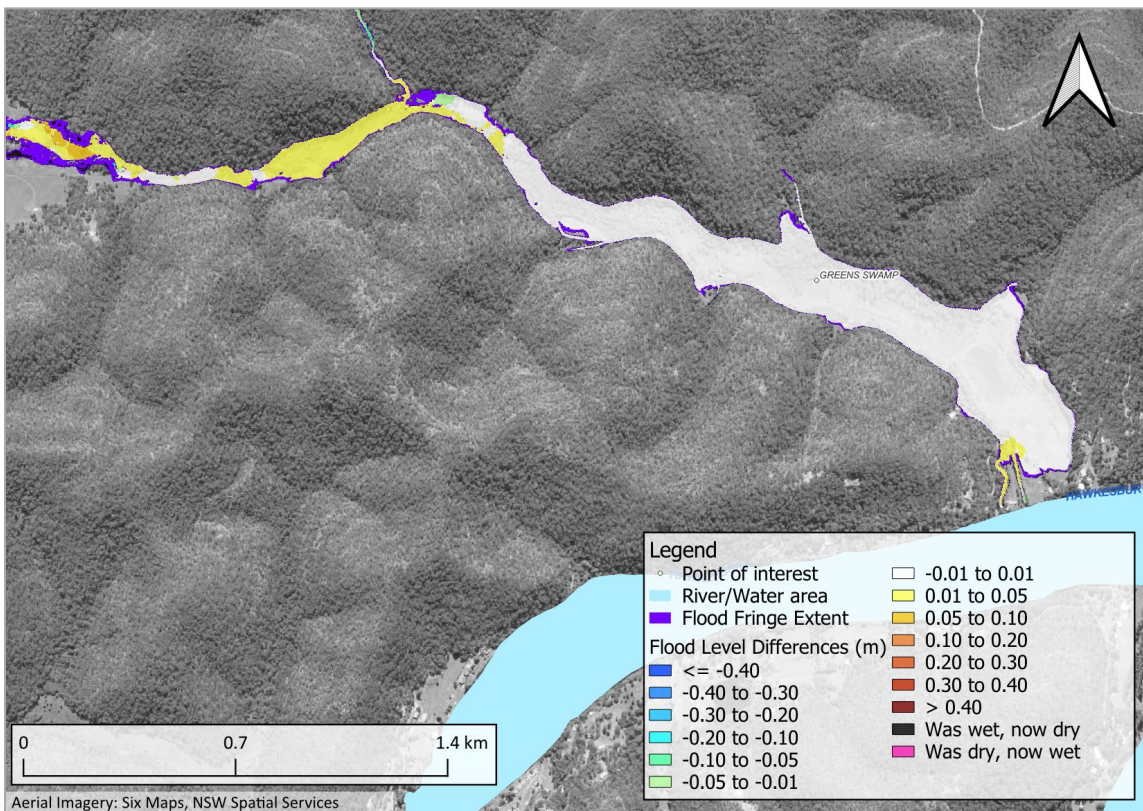 GREENS SWAMP
HAWKESBUR
Legend
Point of interest
River/Water area
Flood Fringe Extent
Flood Level Differences (m)
<= -0.40
-0.40 to -0.30
-0.30 to -0.20
-0.20 to -0.10
-0.10 to -0.05
-0.05 to -0.01
-0.01 to 0.01
0.01 to 0.05
0.05 to 0.10
0.10 to 0.20
0.20 to 0.30
0.30 to 0.40
> 0.40
Was wet, now dry
Was dry, now wet
0 0.7 1.4 km
Aerial Imagery: Six Maps, NSW Spatial Services